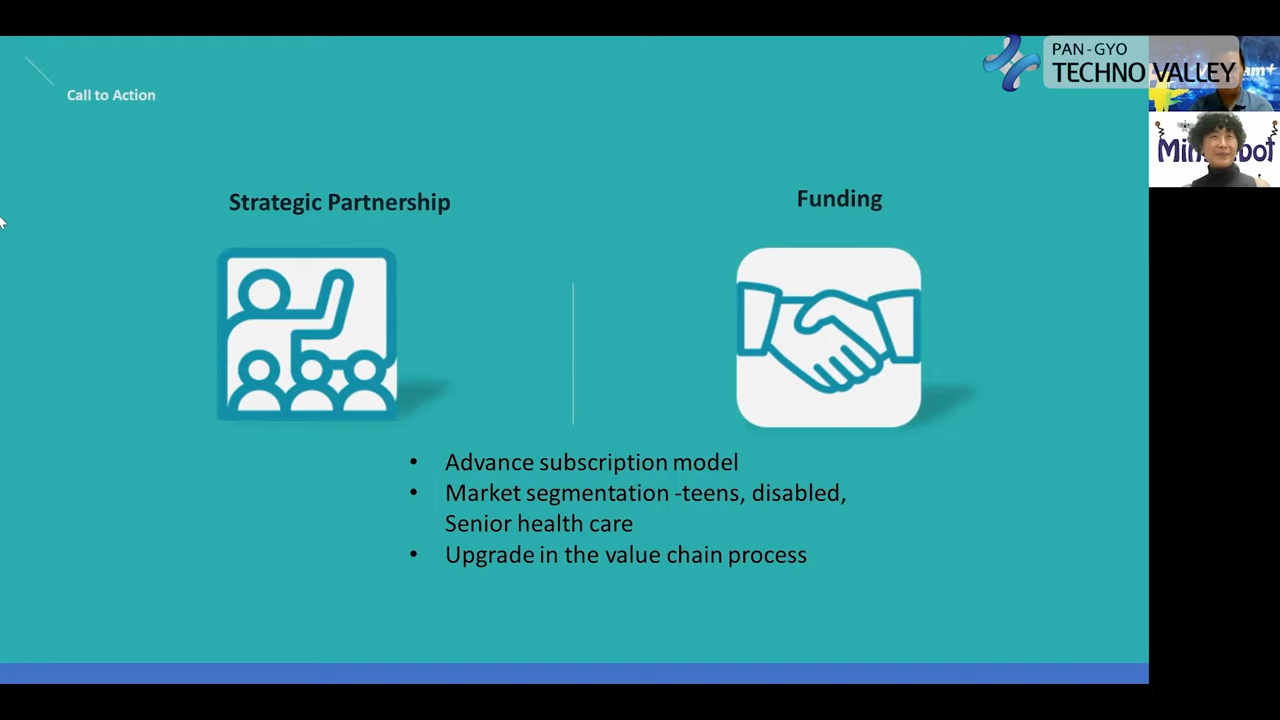 Call to Action
PAN-GYO
TECHNO VALLEY
Strategic Partnership
Funding
• Advance subscription model
• Market segmentation -teens, disabled,
Senior health care
• Upgrade in the value chain process